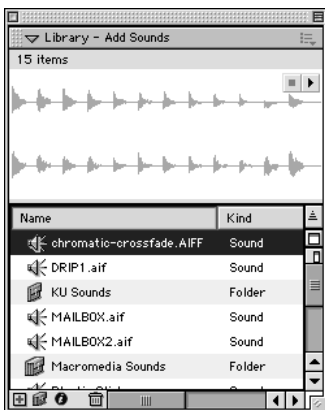 Library - Add Sounds
15 items
Name Kind
chromatic-crossfade.AIFF Sound
DRIP1.aif Sound
KU Sounds Folder
MAILBOX.aif Sound
MAILBOX2.aif Sound
Macromedia Sounds Folder